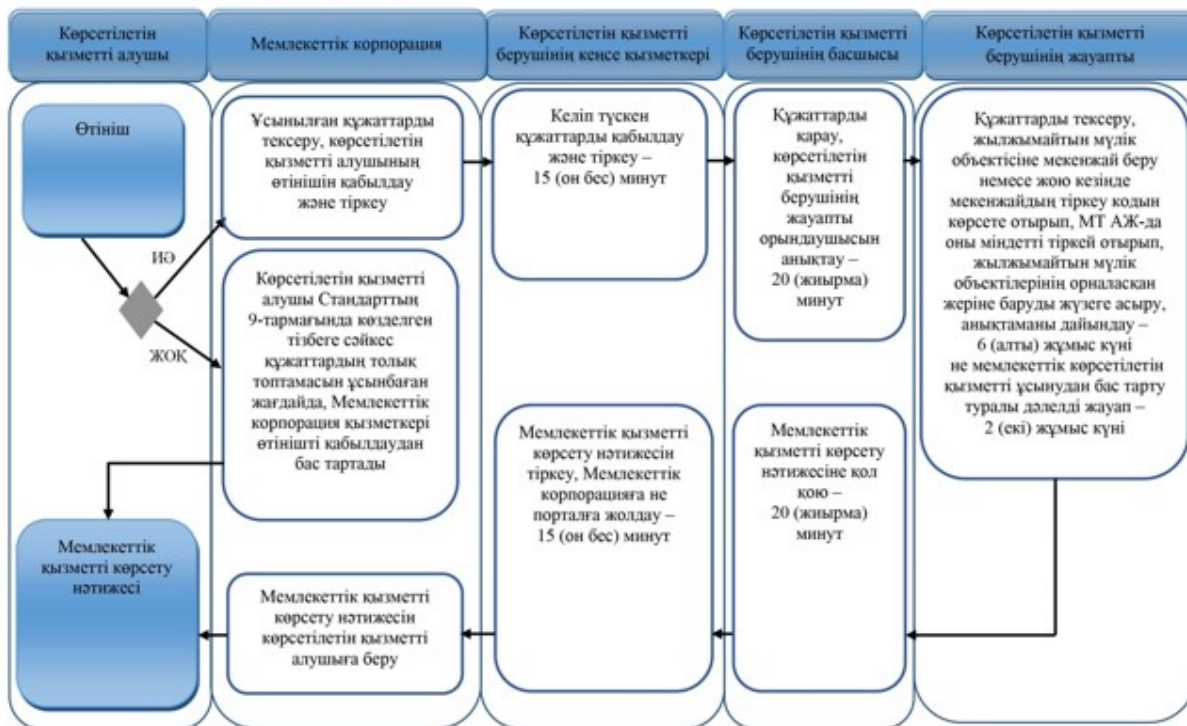 Көрсетілетін
қызметті алушы
Мемлекеттік корпорация
Көрсетілетін қызметті
берушінің кеңсе қызметкері
Көрсетілетін қызметті
берушінің басшысы
Көрсетілетін қызметті
берушінің жауапты
Өтініш
ИӘ
ЖОҚ
Ұсынылған құжаттарды
тексеру, көрсетілетін
қызметті алушының
өтінішін қабылдау
және тіркеу
Келіп түскен
құжаттарды қабылдау
және тіркеу –
15 (он бес) минут
Құжаттарды
қарау,
көрсетілетін
қызметті
берушінің
жауапты
орындаушысын
анықтау –
20 (жиырма)
минут
Құжаттарды тексеру,
жылжымайтын мүлік
объектісіне мекенжай беру
немесе жою кезінде
мекенжайдың тіркеу кодын
көрсете отырып, МТ АЖ-да
оны міндетті тіркей отырып,
жылжымайтын мүлік
объектілерінің орналасқан
жеріне баруды жүзеге асыру,
анықтаманы дайындау –
6 (алты) жұмыс күні
не мемлекеттік көрсетілетін
қызметті ұсынудан бас тарту
туралы дәлелді жауап –
2 (екі) жұмыс күні
Көрсетілетін қызметті
алушы Стандарттың
9-тармағында көзделген
тізбеге сәйкес
құжаттардың толық
топтамасын ұсынбаған
жағдайда, Мемлекеттік
корпорация қызметкері
өтінішті қабылдаудан
бас тартады
Мемлекеттік қызметті
көрсету нәтижесін
тіркеу, Мемлекеттік
корпорацияға не
порталға жолдау –
15 (он бес) минут
Мемлекеттік
қызметті көрсету
нәтижесіне қол
қою –
20 (жиырма)
минут
Мемлекеттік
қызметті көрсету
нәтижесі
Мемлекеттік қызметті
көрсету нәтижесін
көрсетілетін қызметті
алушыға беру